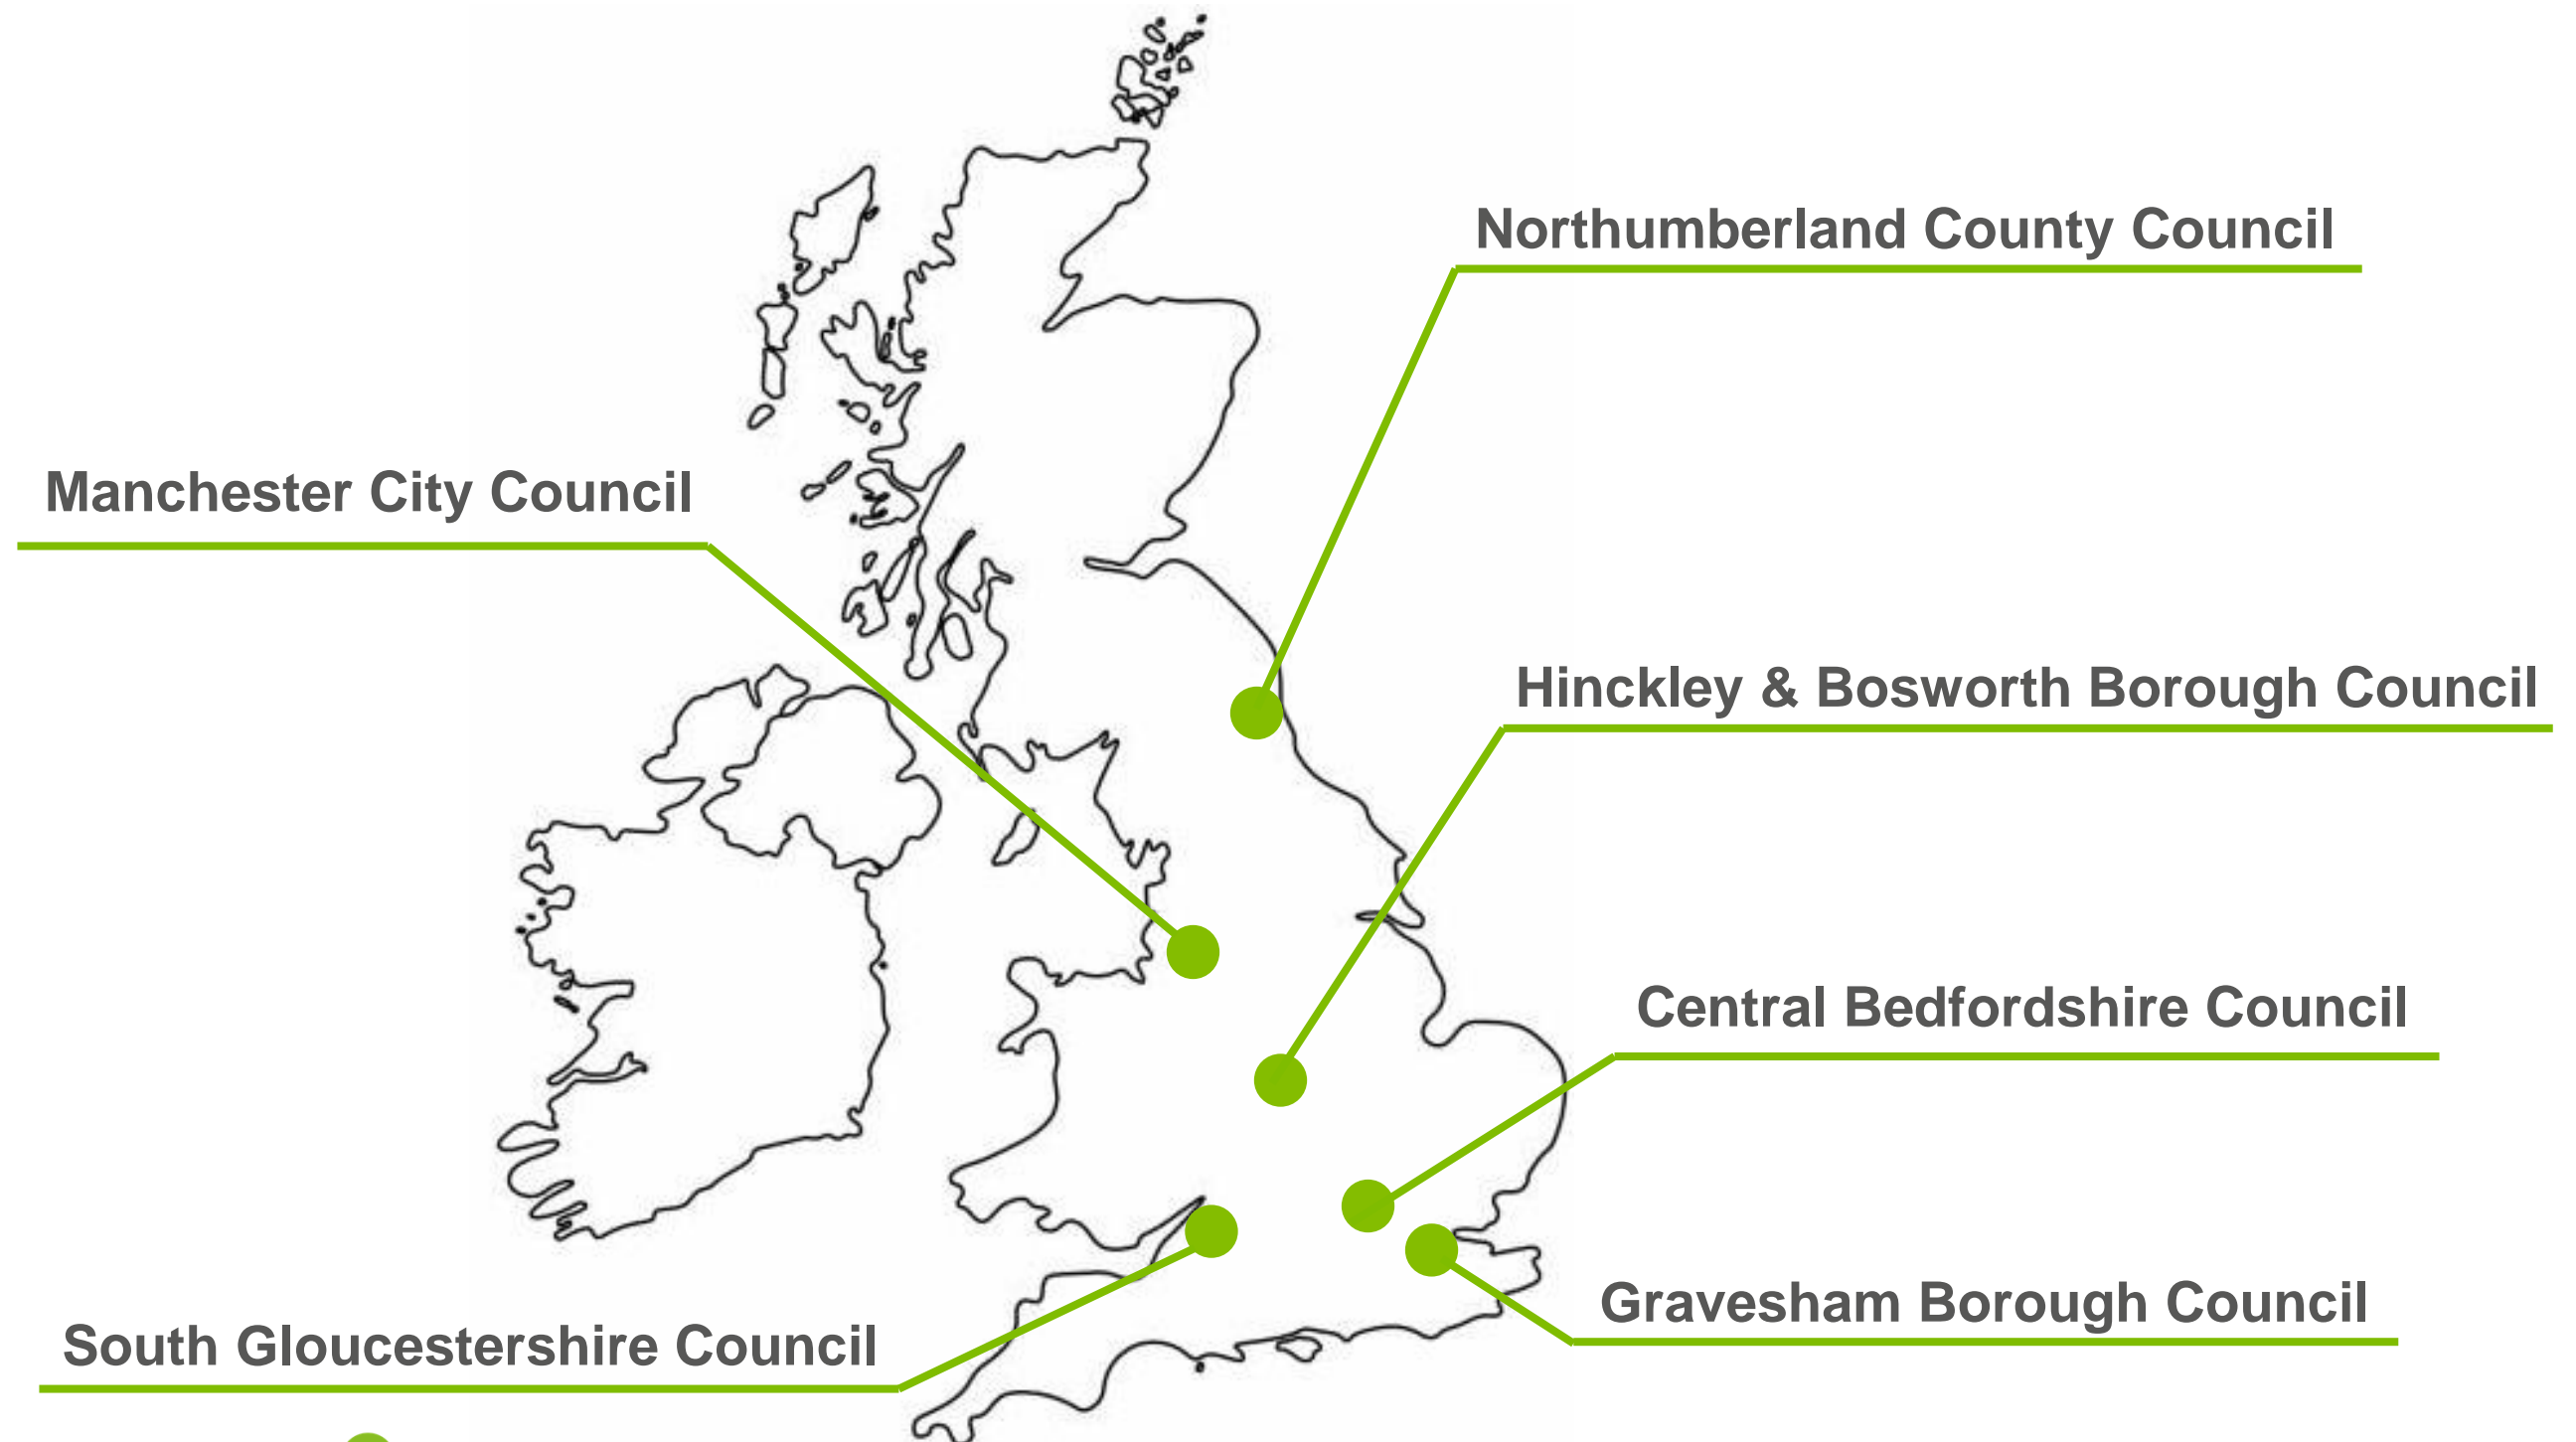 Northumberland County Council
Manchester City Council
Hinckley & Bosworth Borough Council
Central Bedfordshire Council
Gravesham Borough Council
South Gloucestershire Council